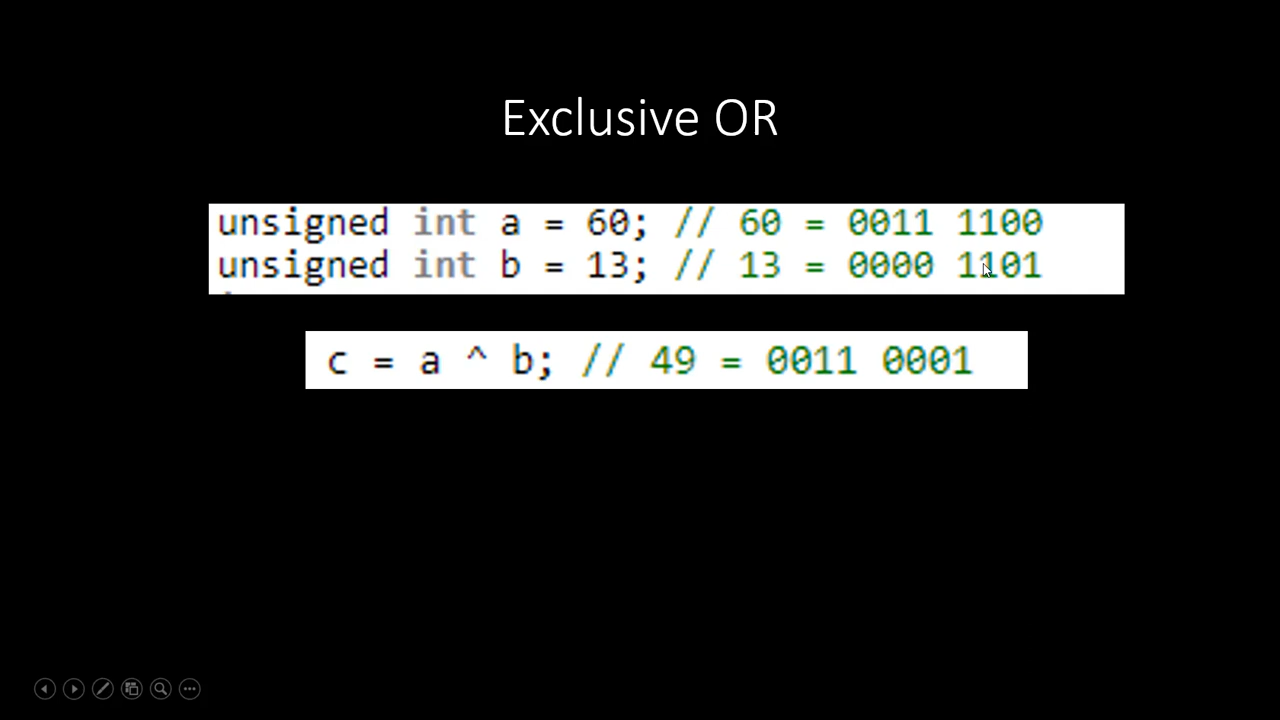 Exclusive OR
unsigned int a = 60; // 60 = 0011 1100
unsigned int b = 13; // 13 = 0000 1101
c = a ^ b; // 49 = 0011 0001